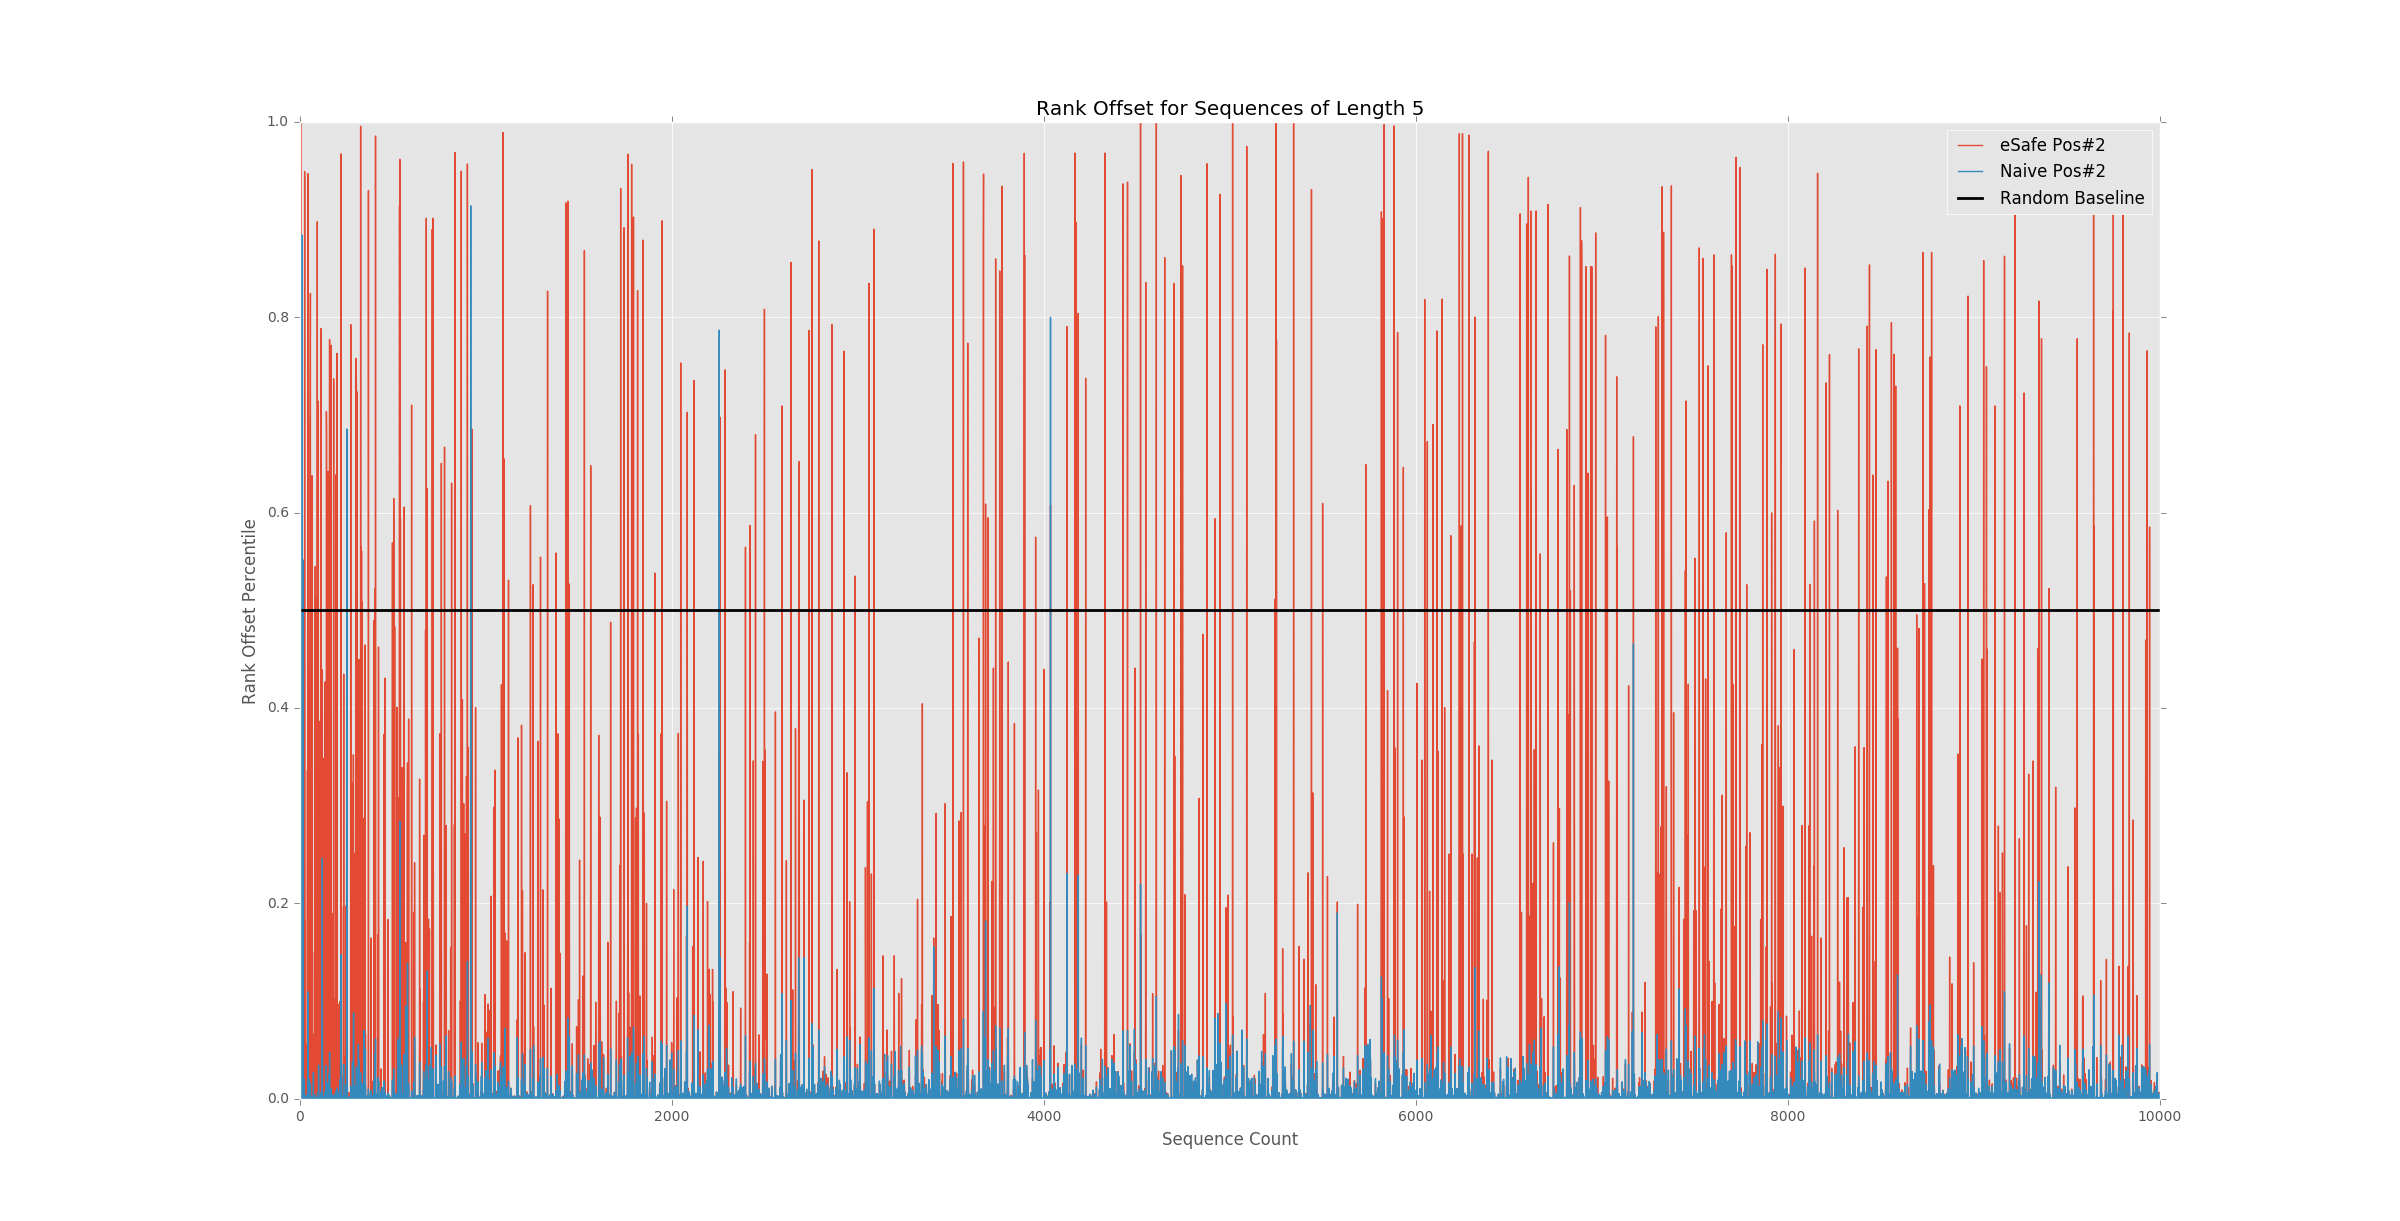 Rank Offset for Sequences of Length 5
1.0
0.8
0.6
0.4
0.2
0.0
Rank Offset Percentile
eSafe Pos#2
Naive Pos#2
Random Baseline
0
2000
4000
6000
8000
10000
Sequence Count